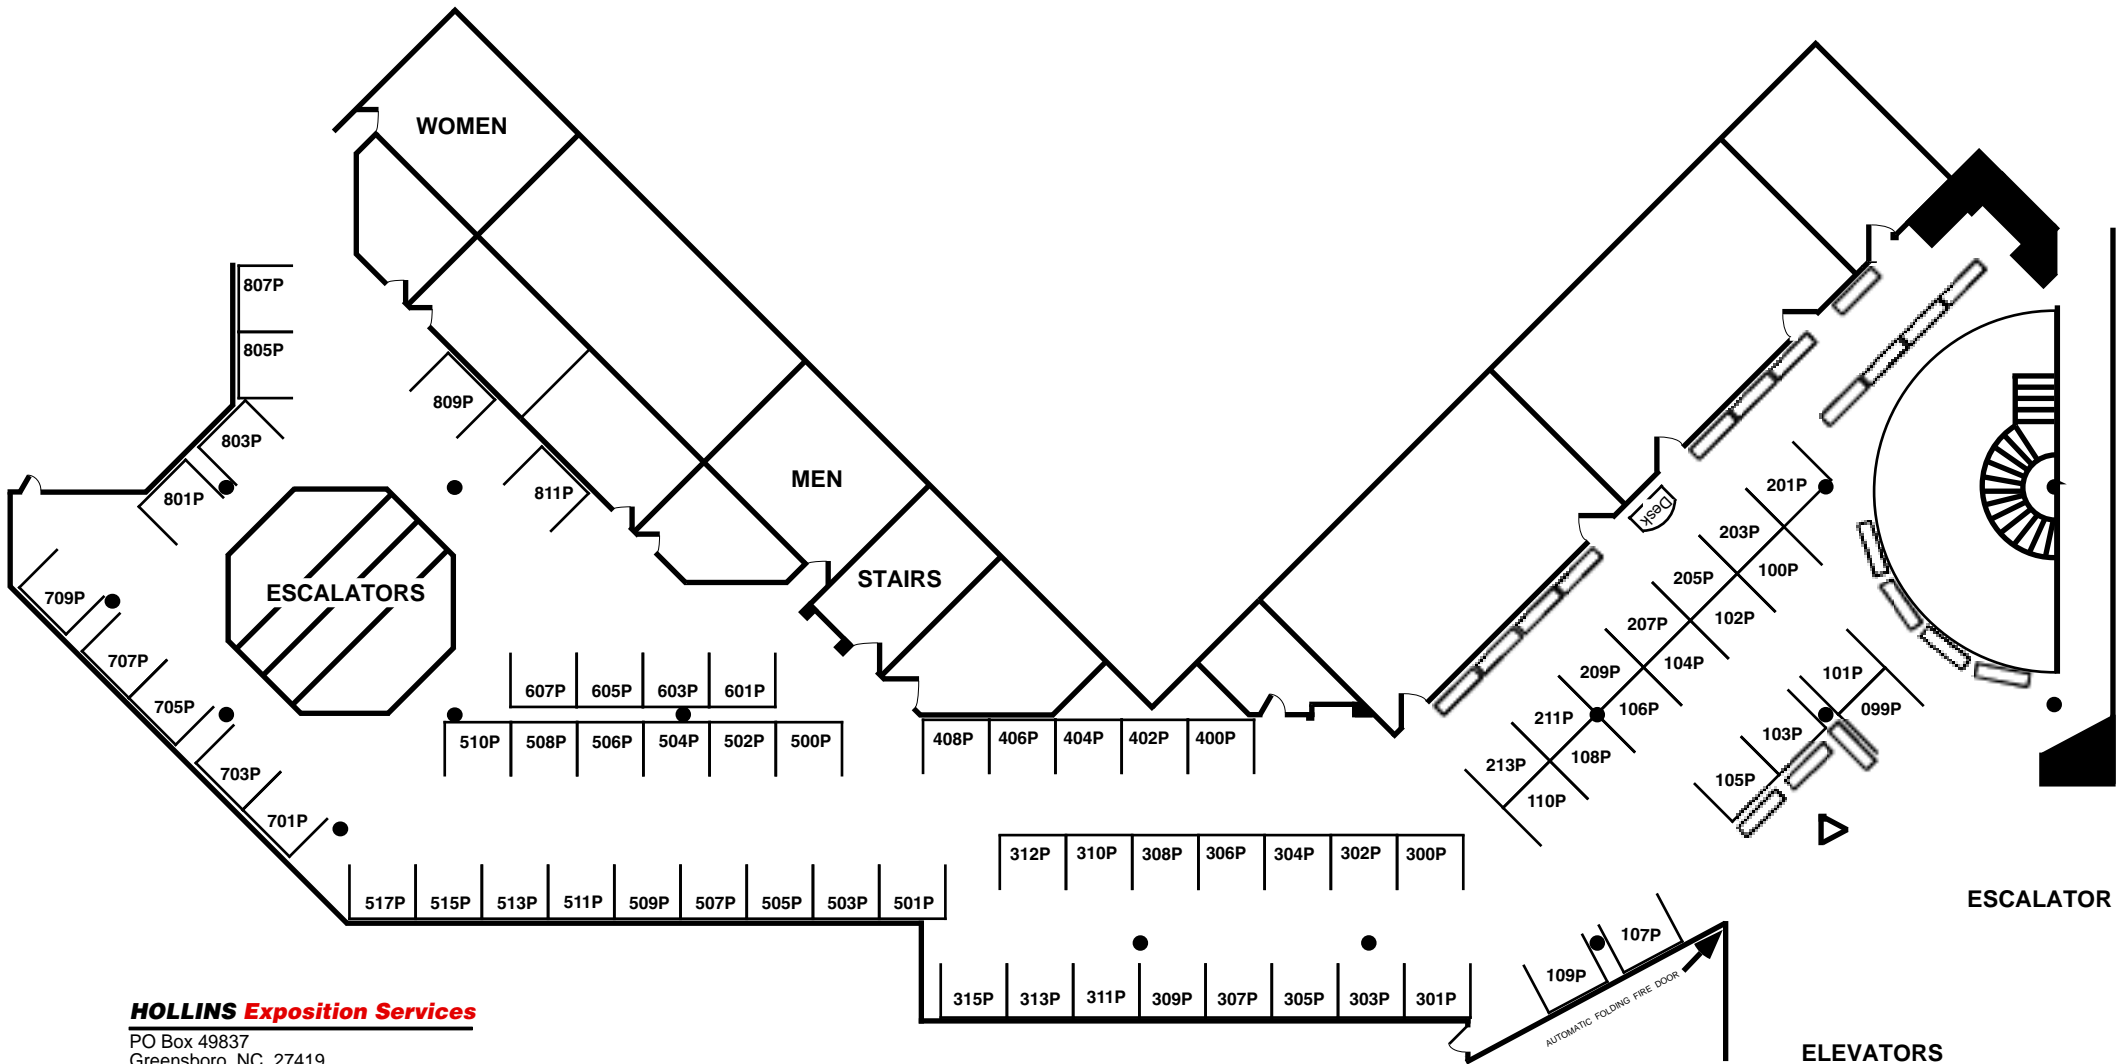 WOMEN
807P
805P
809P
803P
801P
811P
MEN
201P
Desk
203P
STAIRS
100P
205P
ESCALATORS
709P
102P
207P
707P
104P
209P
101P
607P 605P 603P 601P
705P
106P
211P
099P
510P 508P 506P 504P 502P 500P
408P 406P 404P 402P 400P
103P
108P
213P
703P
105P
110P
701P
312P 310P 308P 306P 304P 302P 300P
517P 515P 513P 511P 509P 507P 505P 503P 501P
ESCALATOR
107P
109P
315P 313P 311P 309P 307P 305P 303P 301P
AUTOMATIC FOLDING FIRE DOOR
HOLLINS Exposition Services
PO Box 49837
Greensboro, NC 27419
ELEVATORS